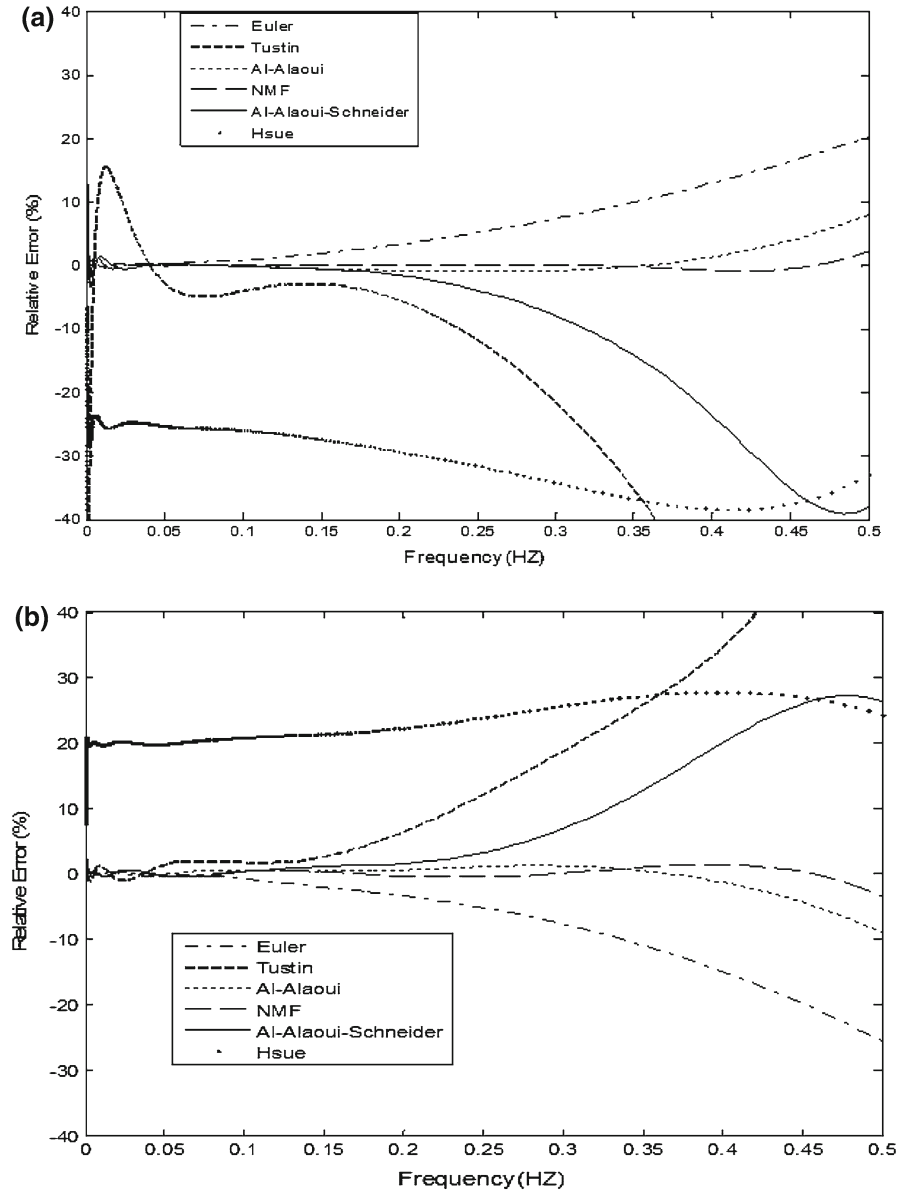 (a)
40
30
20
10
0
-10
-20
-30
-40
Relative Error (%)
Euler
Tustin
Al-Alaoui
NMF
Al-Alaoui-Schneider
Hsue
0 0.05 0.1 0.15 0.2 0.25 0.3 0.35 0.4 0.45 0.5
Frequency (HZ)
(b)
40
30
20
10
0
-10
-20
-30
-40
Relative Error (%)
Euler
Tustin
Al-Alaoui
NMF
Al-Alaoui-Schneider
Hsue
0 0.05 0.1 0.15 0.2 0.25 0.3 0.35 0.4 0.45 0.5
Frequency (HZ)